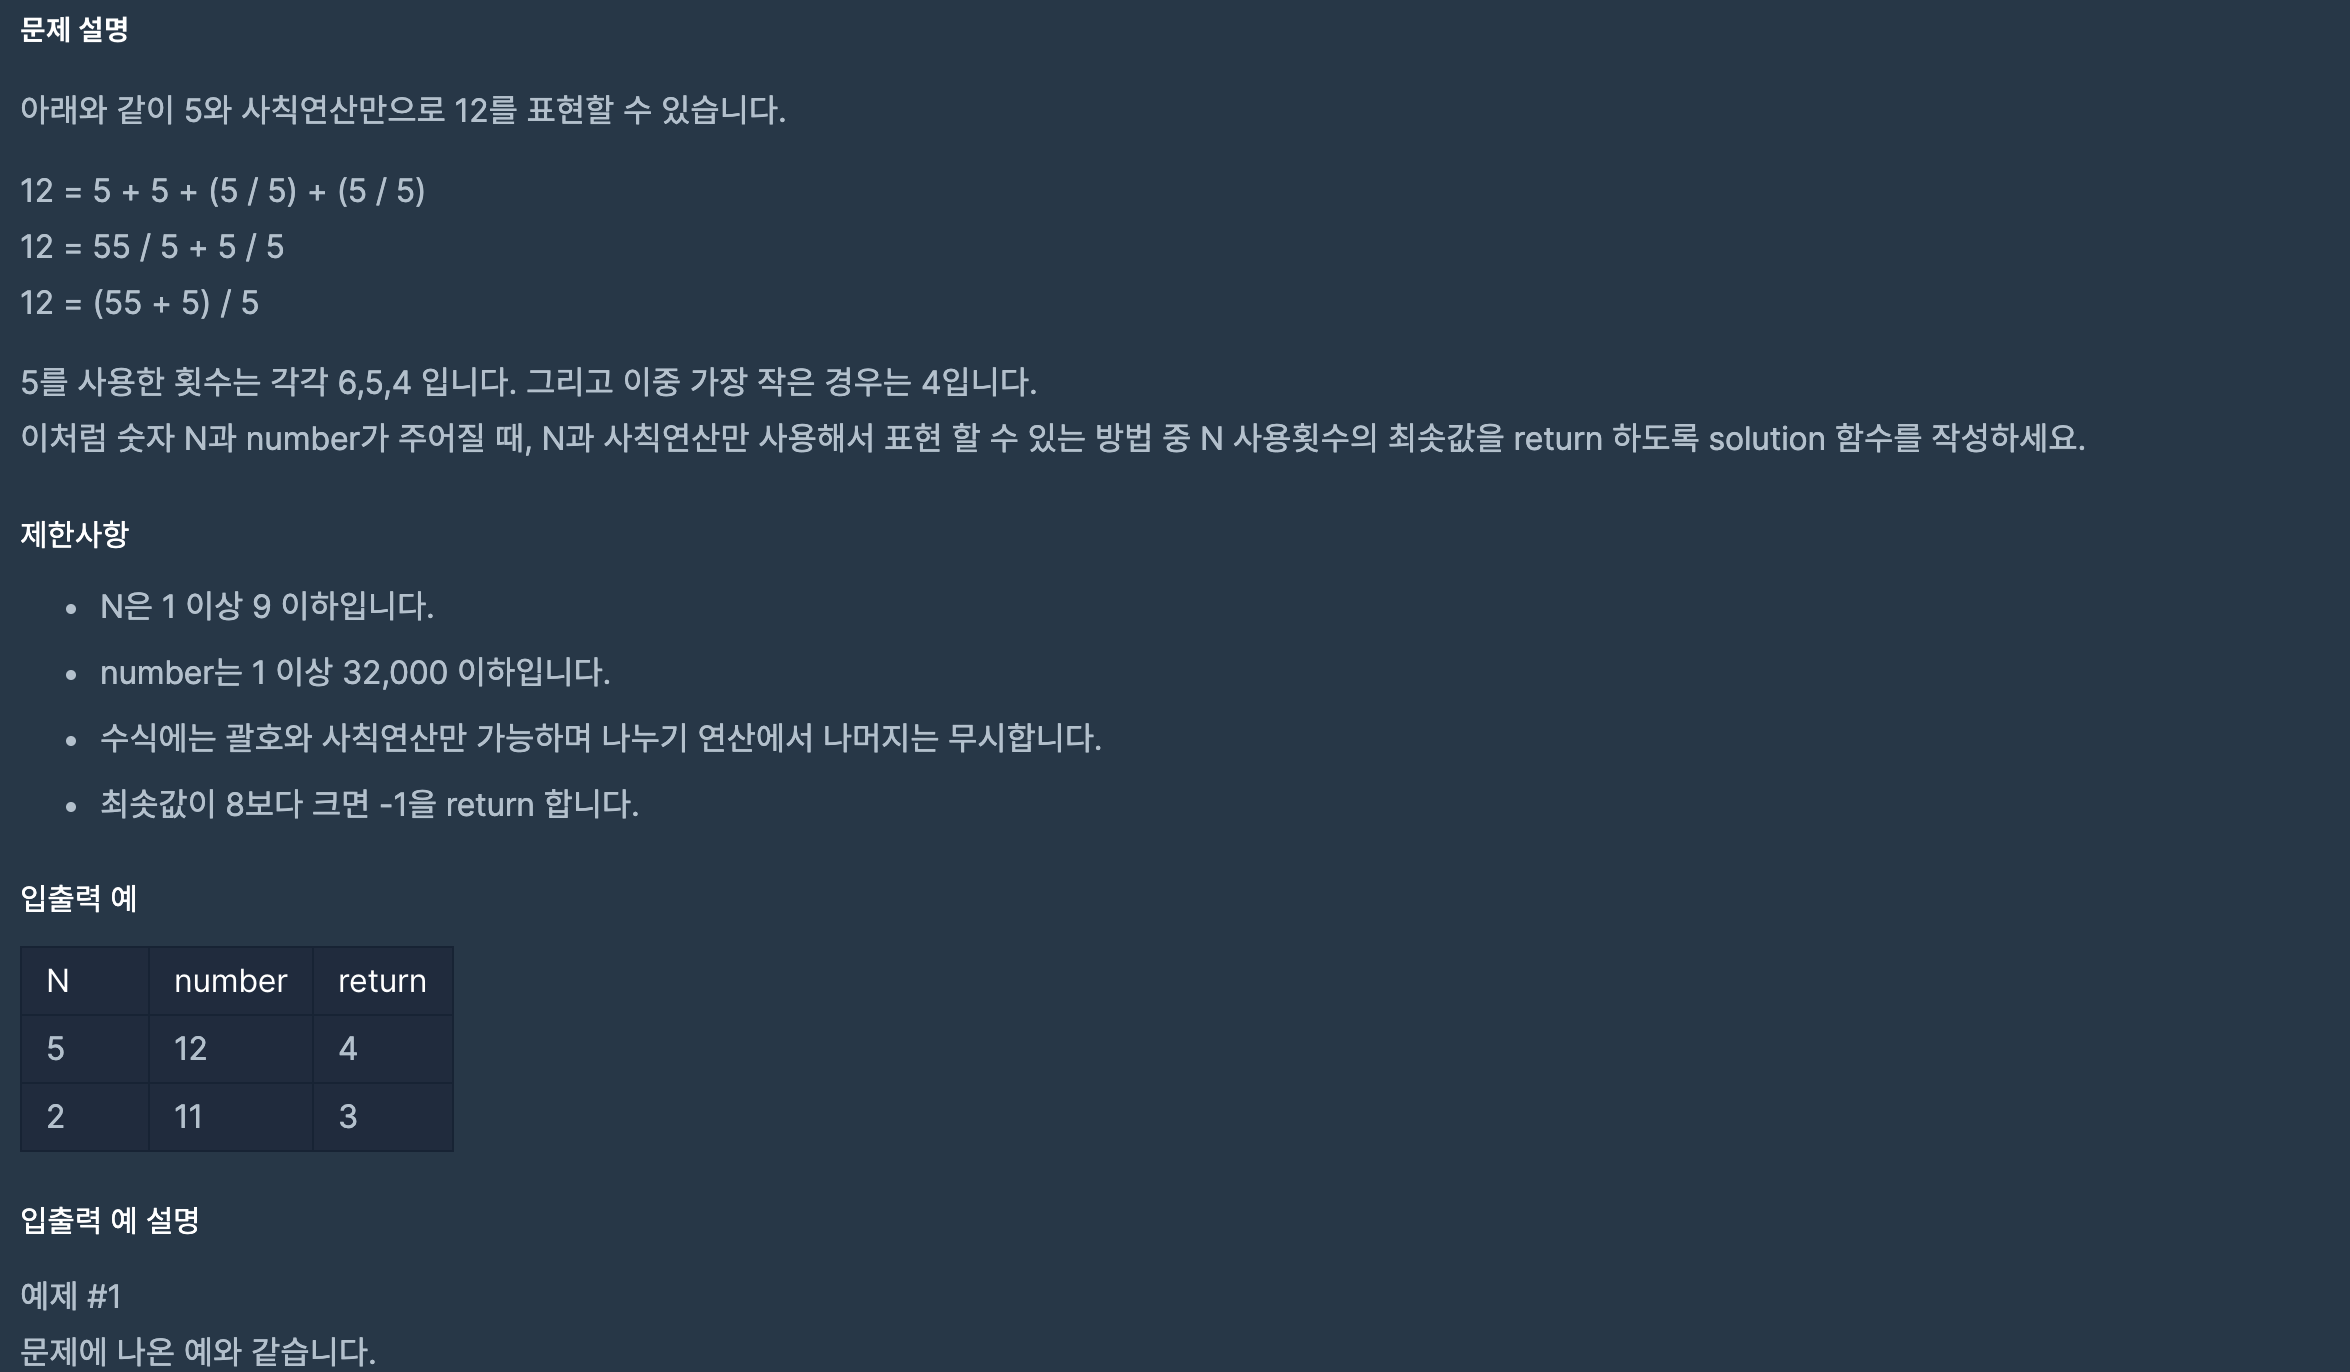 문제 설명
아래와 같이 5와 사칙연산만으로 12를 표현할 수 있습니다.
12 = 5 + 5 + (5 / 5) + (5 / 5)
12 = 55 / 5 + 5 / 5
12 = (55 + 5) / 5
5를 사용한 횟수는 각각 6,5,4 입니다. 그리고 이중 가장 작은 경우는 4입니다.
이처럼 숫자 N과 number가 주어질 때, N과 사칙연산만 사용해서 표현 할 수 있는 방법 중 N 사용횟수의 최솟값을 return 하도록 solution 함수를 작성하세요.
제한사항
• N은 1 이상 9 이하입니다.
• number는 1 이상 32,000 이하입니다.
• 수식에는 괄호와 사칙연산만 가능하며 나누기 연산에서 나머지는 무시합니다.
• 최솟값이 8보다 크면 -1을 return 합니다.
입출력 예
N number return
5 12 4
2 11 3
입출력 예 설명
예제 #1
문제에 나온 예와 같습니다.